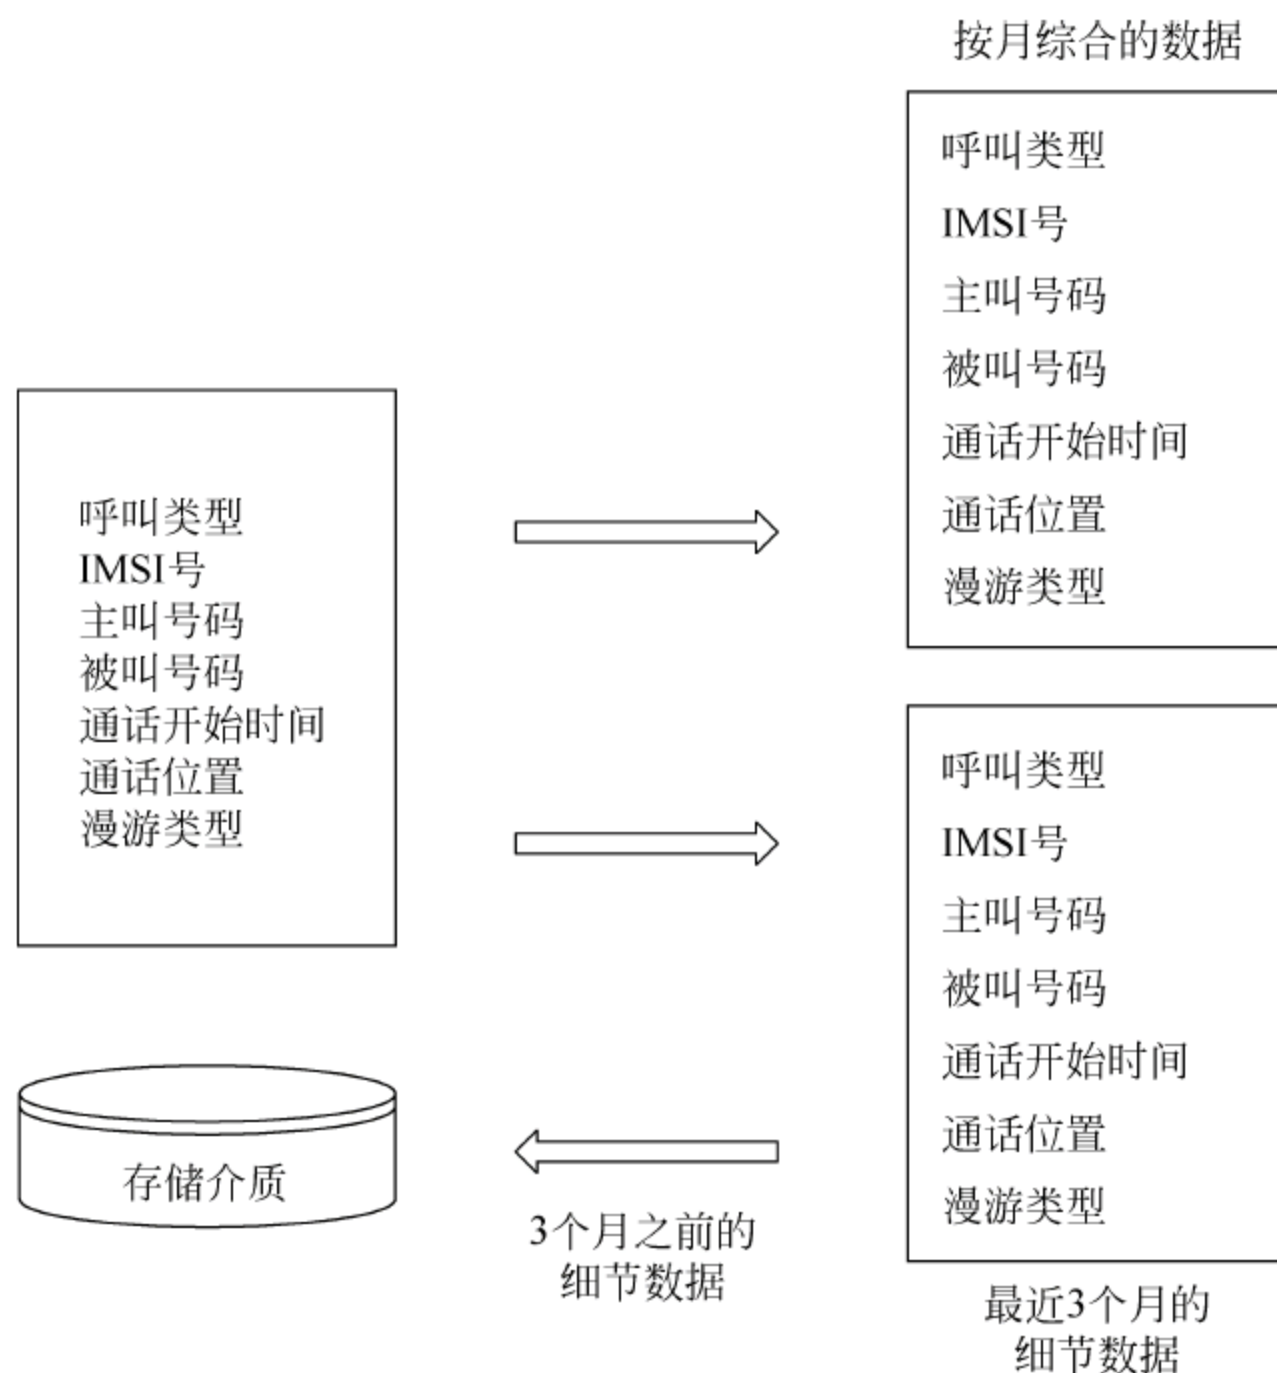 按月综合的数据
呼叫类型
IMSI号
主叫号码
被叫号码
通话开始时间
通话位置
漫游类型
呼叫类型
IMSI号
主叫号码
被叫号码
通话开始时间
通话位置
漫游类型
呼叫类型
IMSI号
主叫号码
被叫号码
通话开始时间
通话位置
漫游类型
存储介质
3个月之前的
细节数据
最近3个月的
细节数据